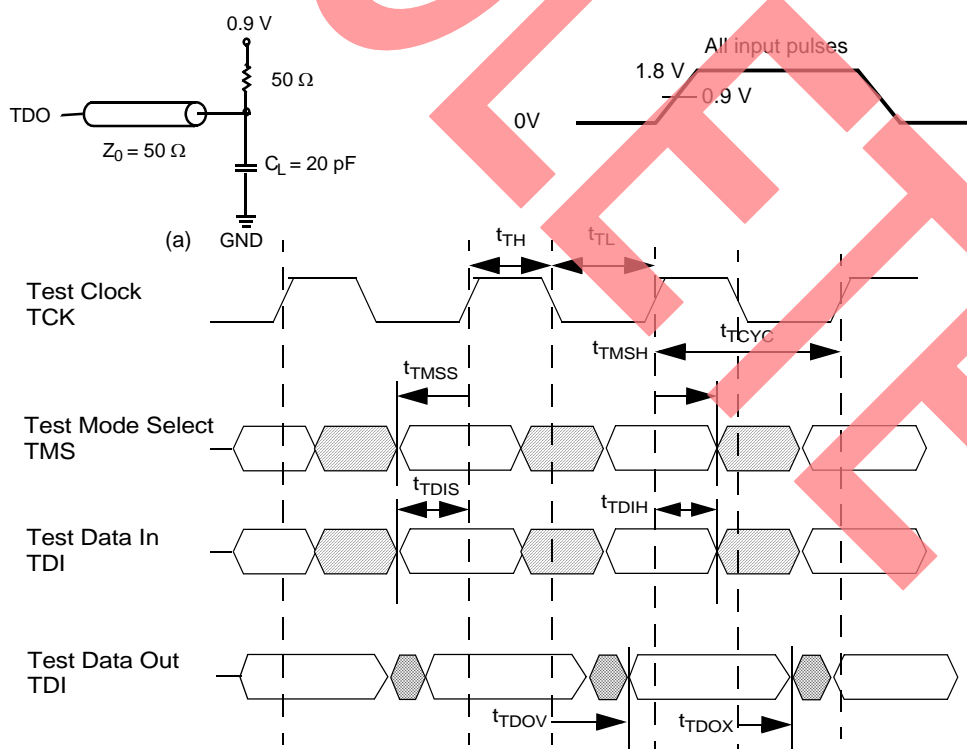 0.9 V
50 Ω
TDO
Z0 = 50 Ω
CL = 20 pF
GND
(a)
All input pulses
1.8 V
0.9 V
0V
tTH
tTL
Test Clock
TCK
tTCYC
tTMSH
tTMSS
Test Mode Select
TMS
tTDIS
tTDIH
Test Data In
TDI
Test Data Out
TDI
tTDOV
tTDOX